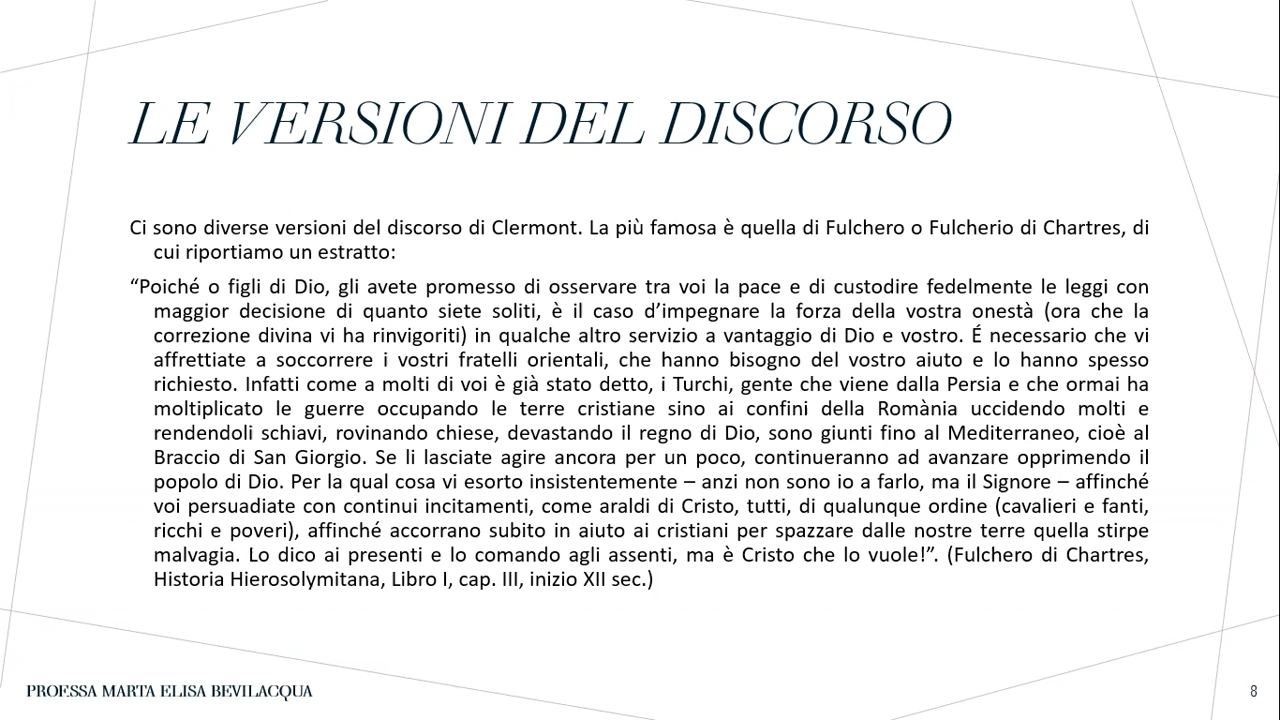 LE VERSIONI DEL DISCORSO
Ci sono diverse versioni del discorso di Clermont. La più famosa è quella di Fulchero o Fulcherio di Chartres, di
cui riportiamo un estratto:
“Poiché o figli di Dio, gli avete promesso di osservare tra voi la pace e di custodire fedelmente le leggi con
maggior decisione di quanto siete soliti, è il caso d’impegnare la forza della vostra onestà (ora che la
correzione divina vi ha rinvigoriti) in qualche altro servizio a vantaggio di Dio e vostro. É necessario che vi
affrettiate a soccorrere i vostri fratelli orientali, che hanno bisogno del vostro aiuto e lo hanno spesso
richiesto. Infatti come a molti di voi è già stato detto, i Turchi, gente che viene dalla Persia e che ormai ha
moltiplicato le guerre occupando le terre cristiane sino ai confini della Romània uccidendo molti e
rendendoli schiavi, rovinando chiese, devastando il regno di Dio, sono giunti fino al Mediterraneo, cioè al
Braccio di San Giorgio. Se li lasciate agire ancora per un poco, continueranno ad avanzare opprimendo il
popolo di Dio. Per la qual cosa vi esorto insistentemente – anzi non sono io a farlo, ma il Signore – affinché
voi persuadiate con continui incitamenti, come araldi di Cristo, tutti, di qualunque ordine (cavalieri e fanti,
ricchi e poveri), affinché accorrano subito in aiuto ai cristiani per spazzare dalle nostre terre quella stirpe
malvagia. Lo dico ai presenti e lo comando agli assenti, ma è Cristo che lo vuole!”. (Fulchero di Chartres,
Historia Hierosolymitana, Libro I, cap. III, inizio XII sec.)
PROF.SSA MARTA ELISA BEVILACQUA
8